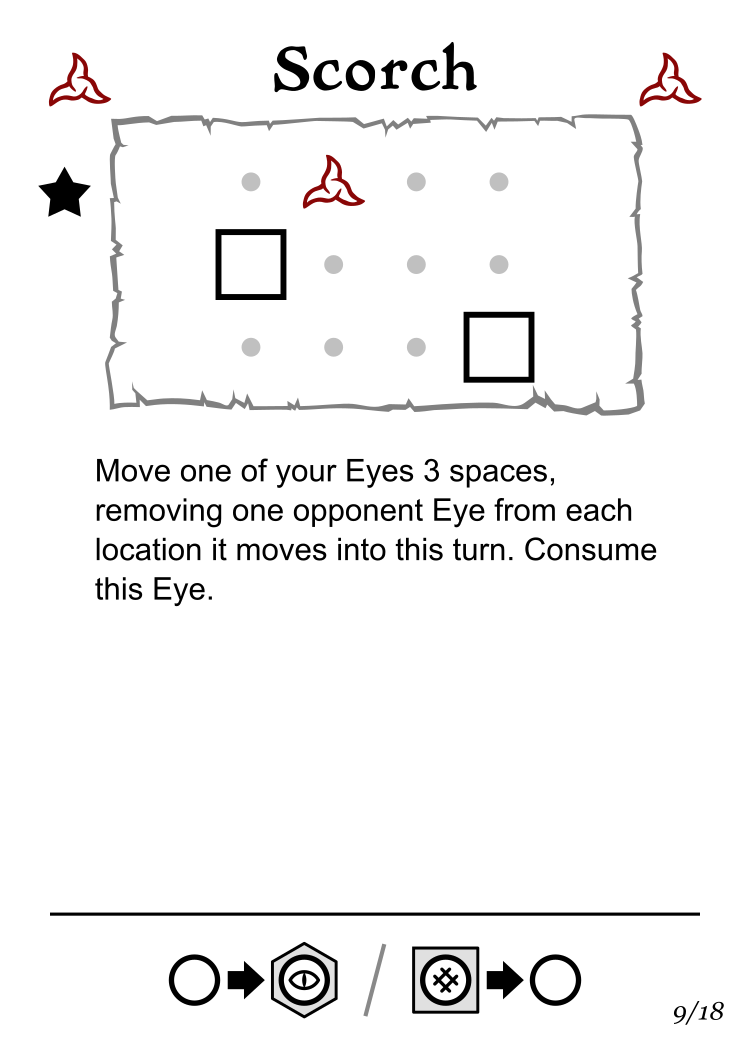 Scorch
Move one of your Eyes 3 spaces,
removing one opponent Eye from each
location it moves into this turn. Consume
this Eye.
9/18